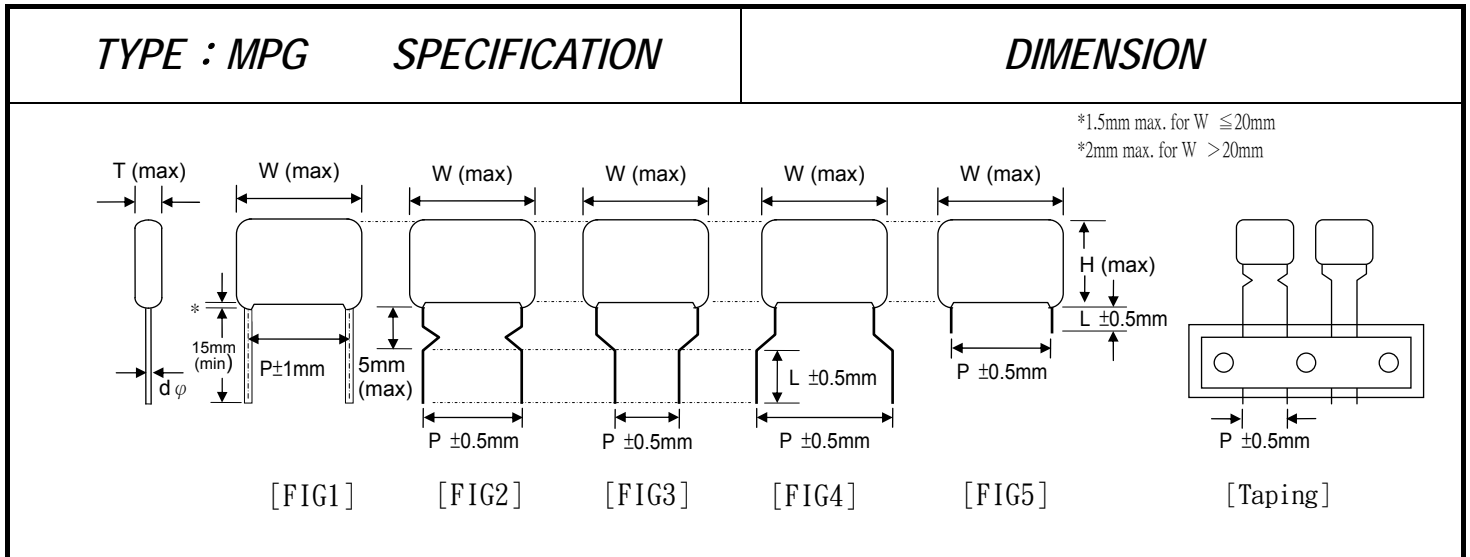 TYPE：MPG SPECIFICATION
DIMENSION
*1.5mm max. for W ≦20mm
*2mm max. for W ＞20mm
T (max)
W (max)
W (max)
W (max)
W (max)
W (max)
H (max)
*
L ±0.5mm
15mm
(min)
P±1mm
5mm
(max)
dφ
L ±0.5mm
P ±0.5mm
P ±0.5mm
P ±0.5mm
P ±0.5mm
P ±0.5mm
[FIG1]
[FIG2]
[FIG3]
[FIG4]
[FIG5]
[Taping]